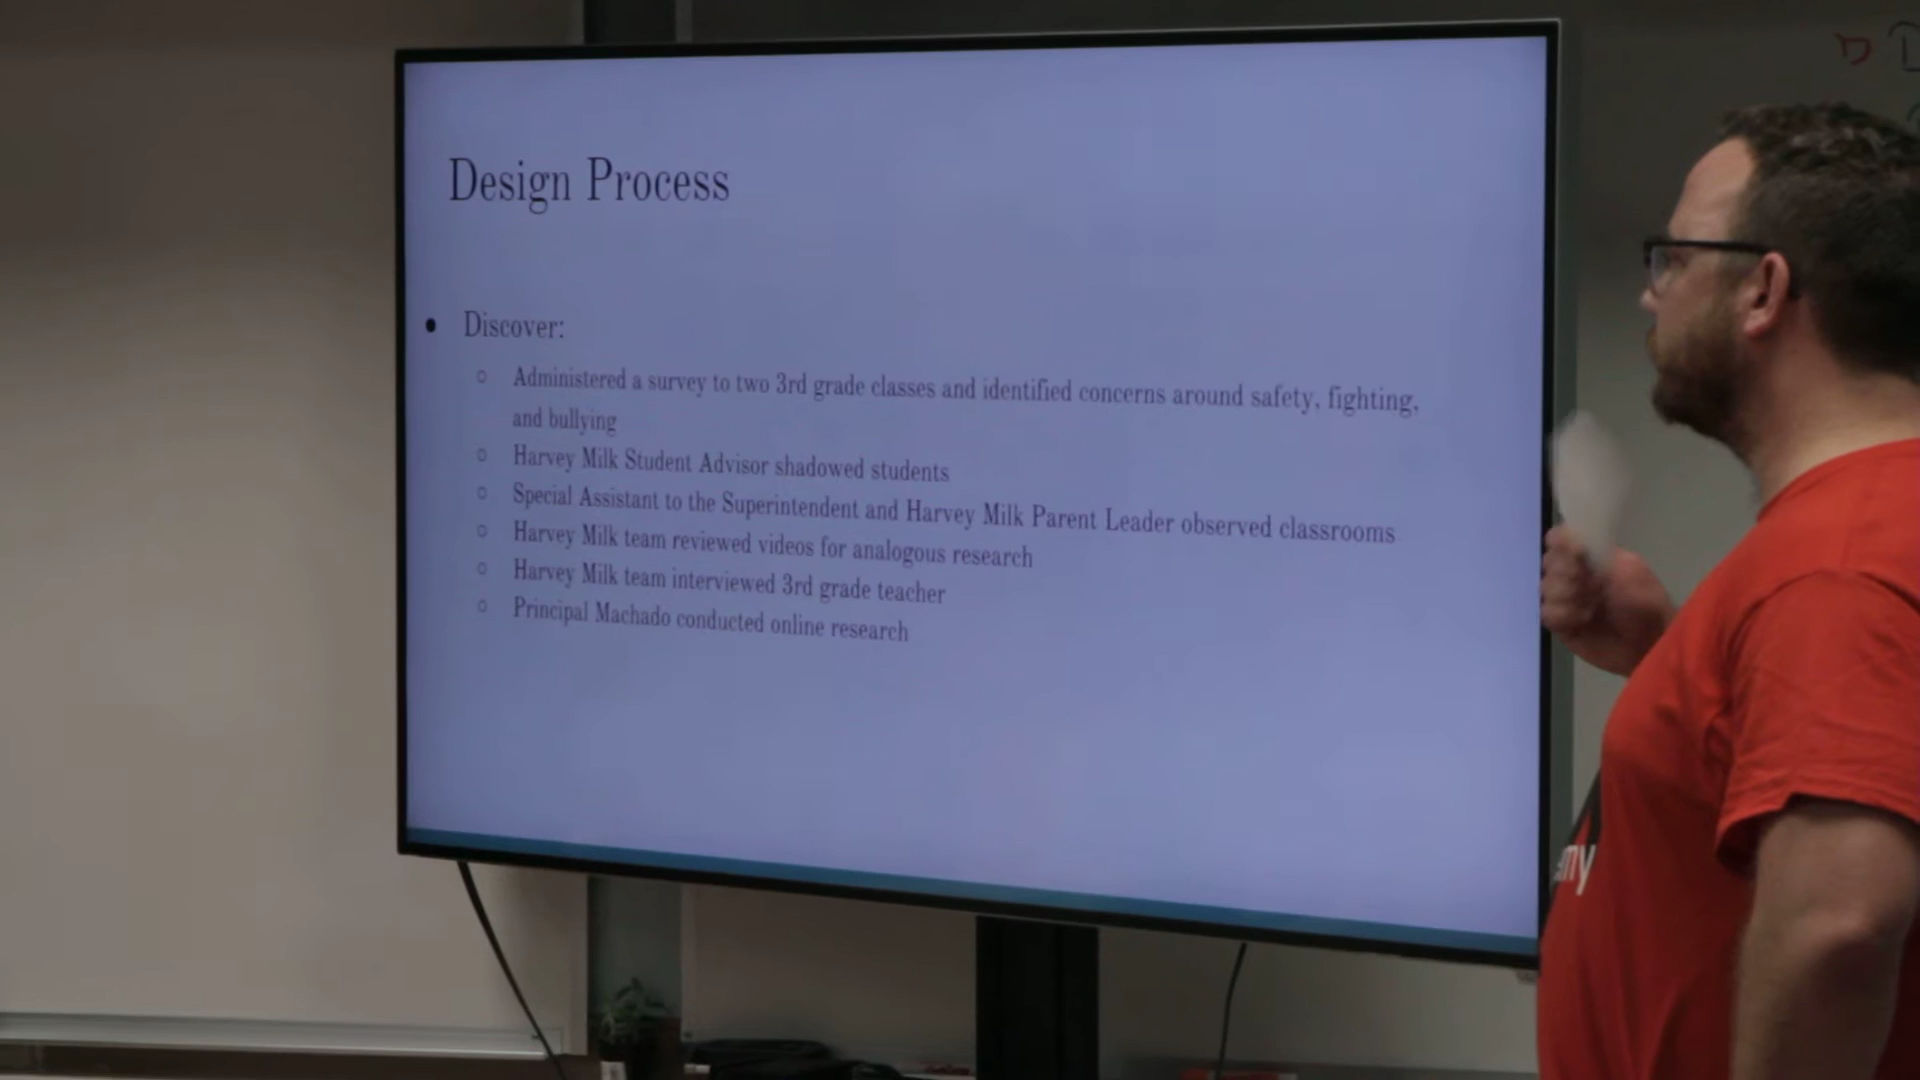 Design Process
● Discover:
○ Administered a survey to two 3rd grade classes and identified concerns around safety, fighting,
and bullying
○ Harvey Milk Student Advisor shadowed students
○ Special Assistant to the Superintendent and Harvey Milk Parent Leader observed classrooms
○ Harvey Milk team reviewed videos for analogous research
○ Harvey Milk team interviewed 3rd grade teacher
○ Principal Machado conducted online research